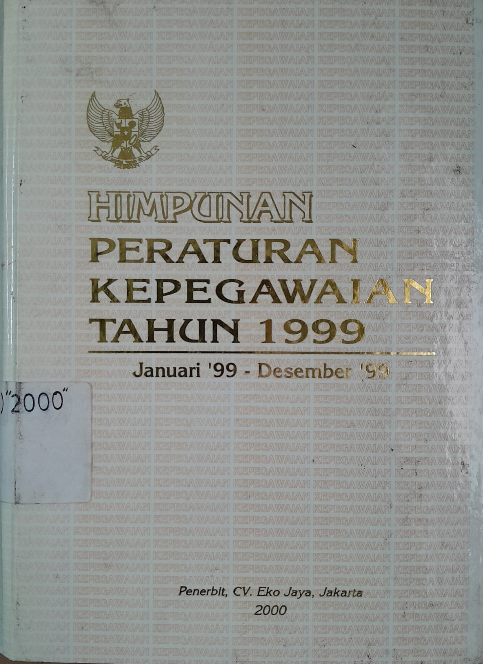 HIMPUNAN
PERATURAN
KEPEGAWAIAN
TAHUN 1999
Januari '99 - Desember '99
)"2000"
Penerbit, CV. Eko Jaya, Jakarta
2000